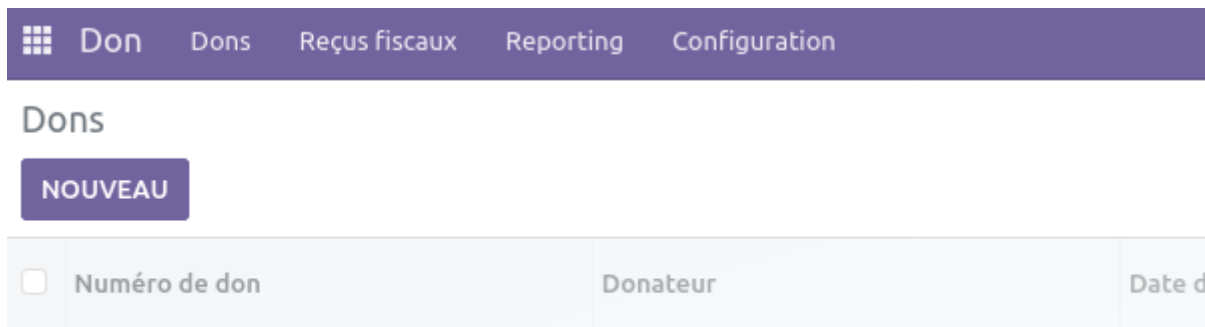 Don Dons Reçus fiscaux Reporting Configuration
Dons
NOUVEAU
Numéro de don Donateur Date d